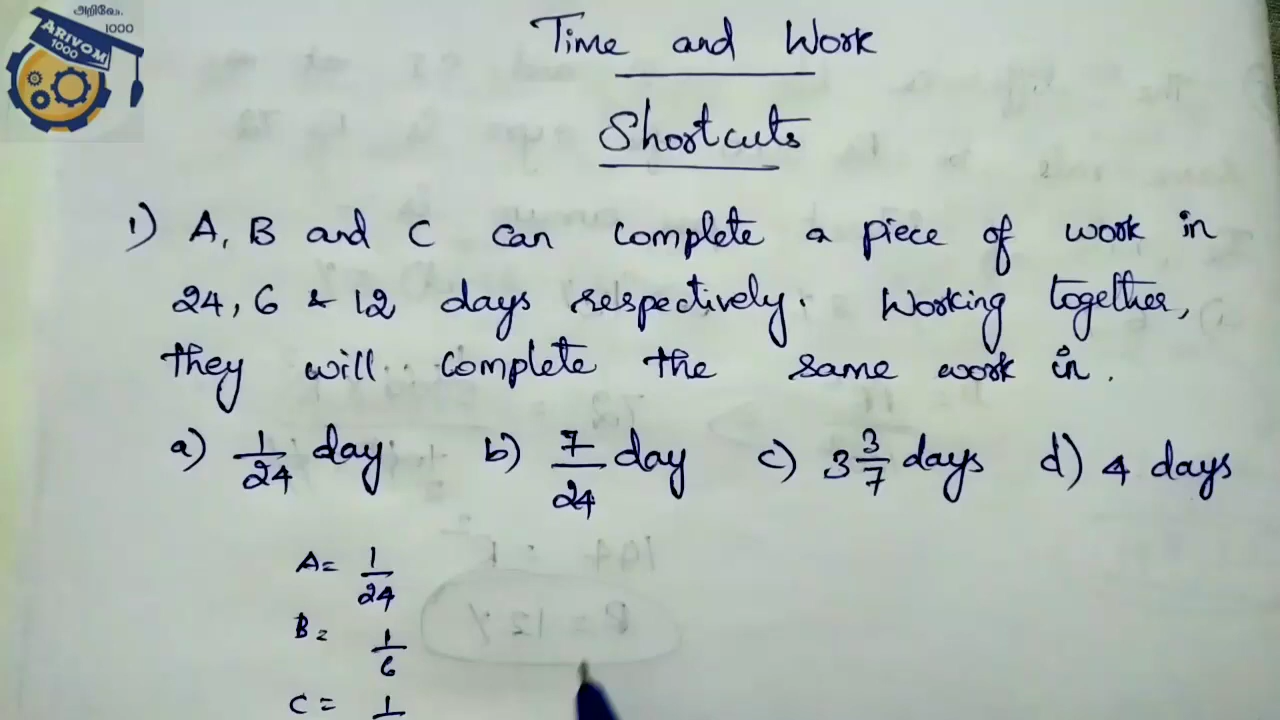 அறிவோம்
1000
ARIVOM
1000
Time and Work
Shortcuts
1) A, B and C can complete a piece of work in
24, 6 & 12 days respectively. Working together,
they will complete the same work in.
a) 1/24 day b) 7/24 day c) 3 3/7 days d) 4 days
A = 1/24
B = 1/6
C = 1